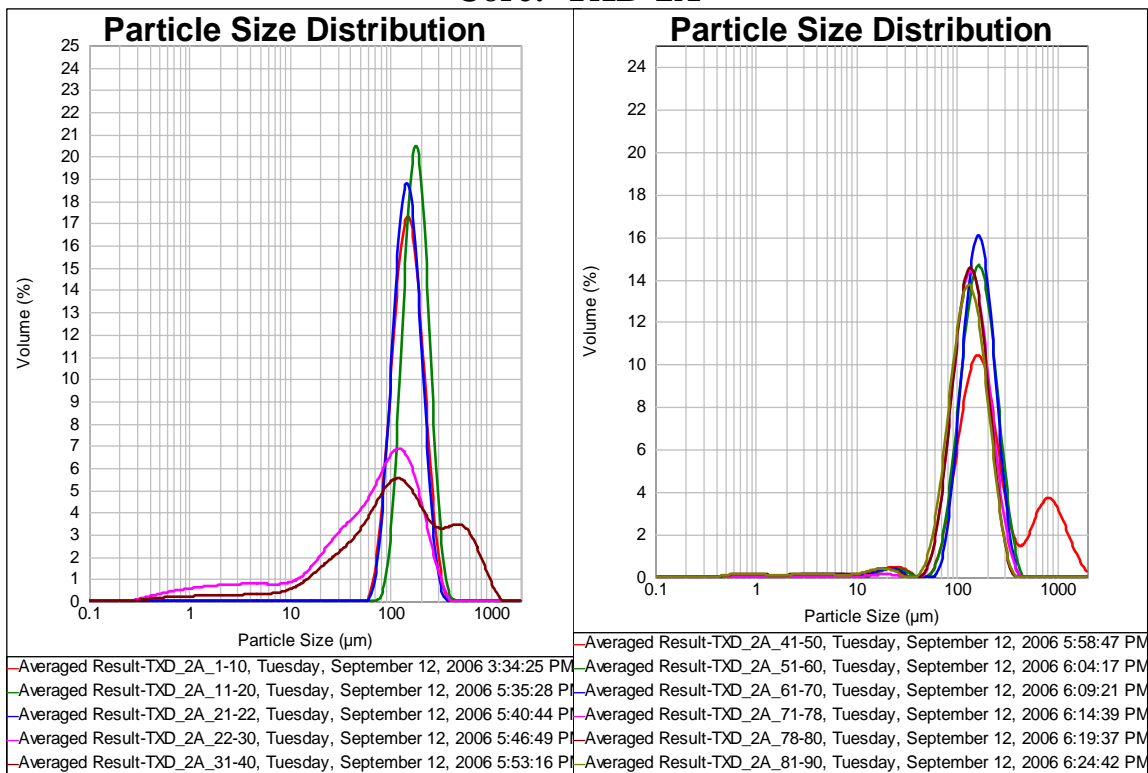 Core: TXD-2A
Particle Size Distribution
25
24
23
22
21
20
19
18
17
16
15
14
13
12
11
10
9
8
7
6
5
4
3
2
1
0
Volume (%)
0.1 1 10 100 1000
Particle Size (µm)
Averaged Result-TXD_2A_1-10, Tuesday, September 12, 2006 3:34:25 PM
Averaged Result-TXD_2A_11-20, Tuesday, September 12, 2006 5:35:28 PM
Averaged Result-TXD_2A_21-22, Tuesday, September 12, 2006 5:40:44 PM
Averaged Result-TXD_2A_22-30, Tuesday, September 12, 2006 5:46:49 PM
Averaged Result-TXD_2A_31-40, Tuesday, September 12, 2006 5:53:16 PM
Particle Size Distribution
24
22
20
18
16
14
12
10
8
6
4
2
0
Volume (%)
0.1 1 10 100 1000
Particle Size (µm)
Averaged Result-TXD_2A_41-50, Tuesday, September 12, 2006 5:58:47 PM
Averaged Result-TXD_2A_51-60, Tuesday, September 12, 2006 6:04:17 PM
Averaged Result-TXD_2A_61-70, Tuesday, September 12, 2006 6:09:21 PM
Averaged Result-TXD_2A_71-78, Tuesday, September 12, 2006 6:14:39 PM
Averaged Result-TXD_2A_78-80, Tuesday, September 12, 2006 6:19:37 PM
Averaged Result-TXD_2A_81-90, Tuesday, September 12, 2006 6:24:42 PM